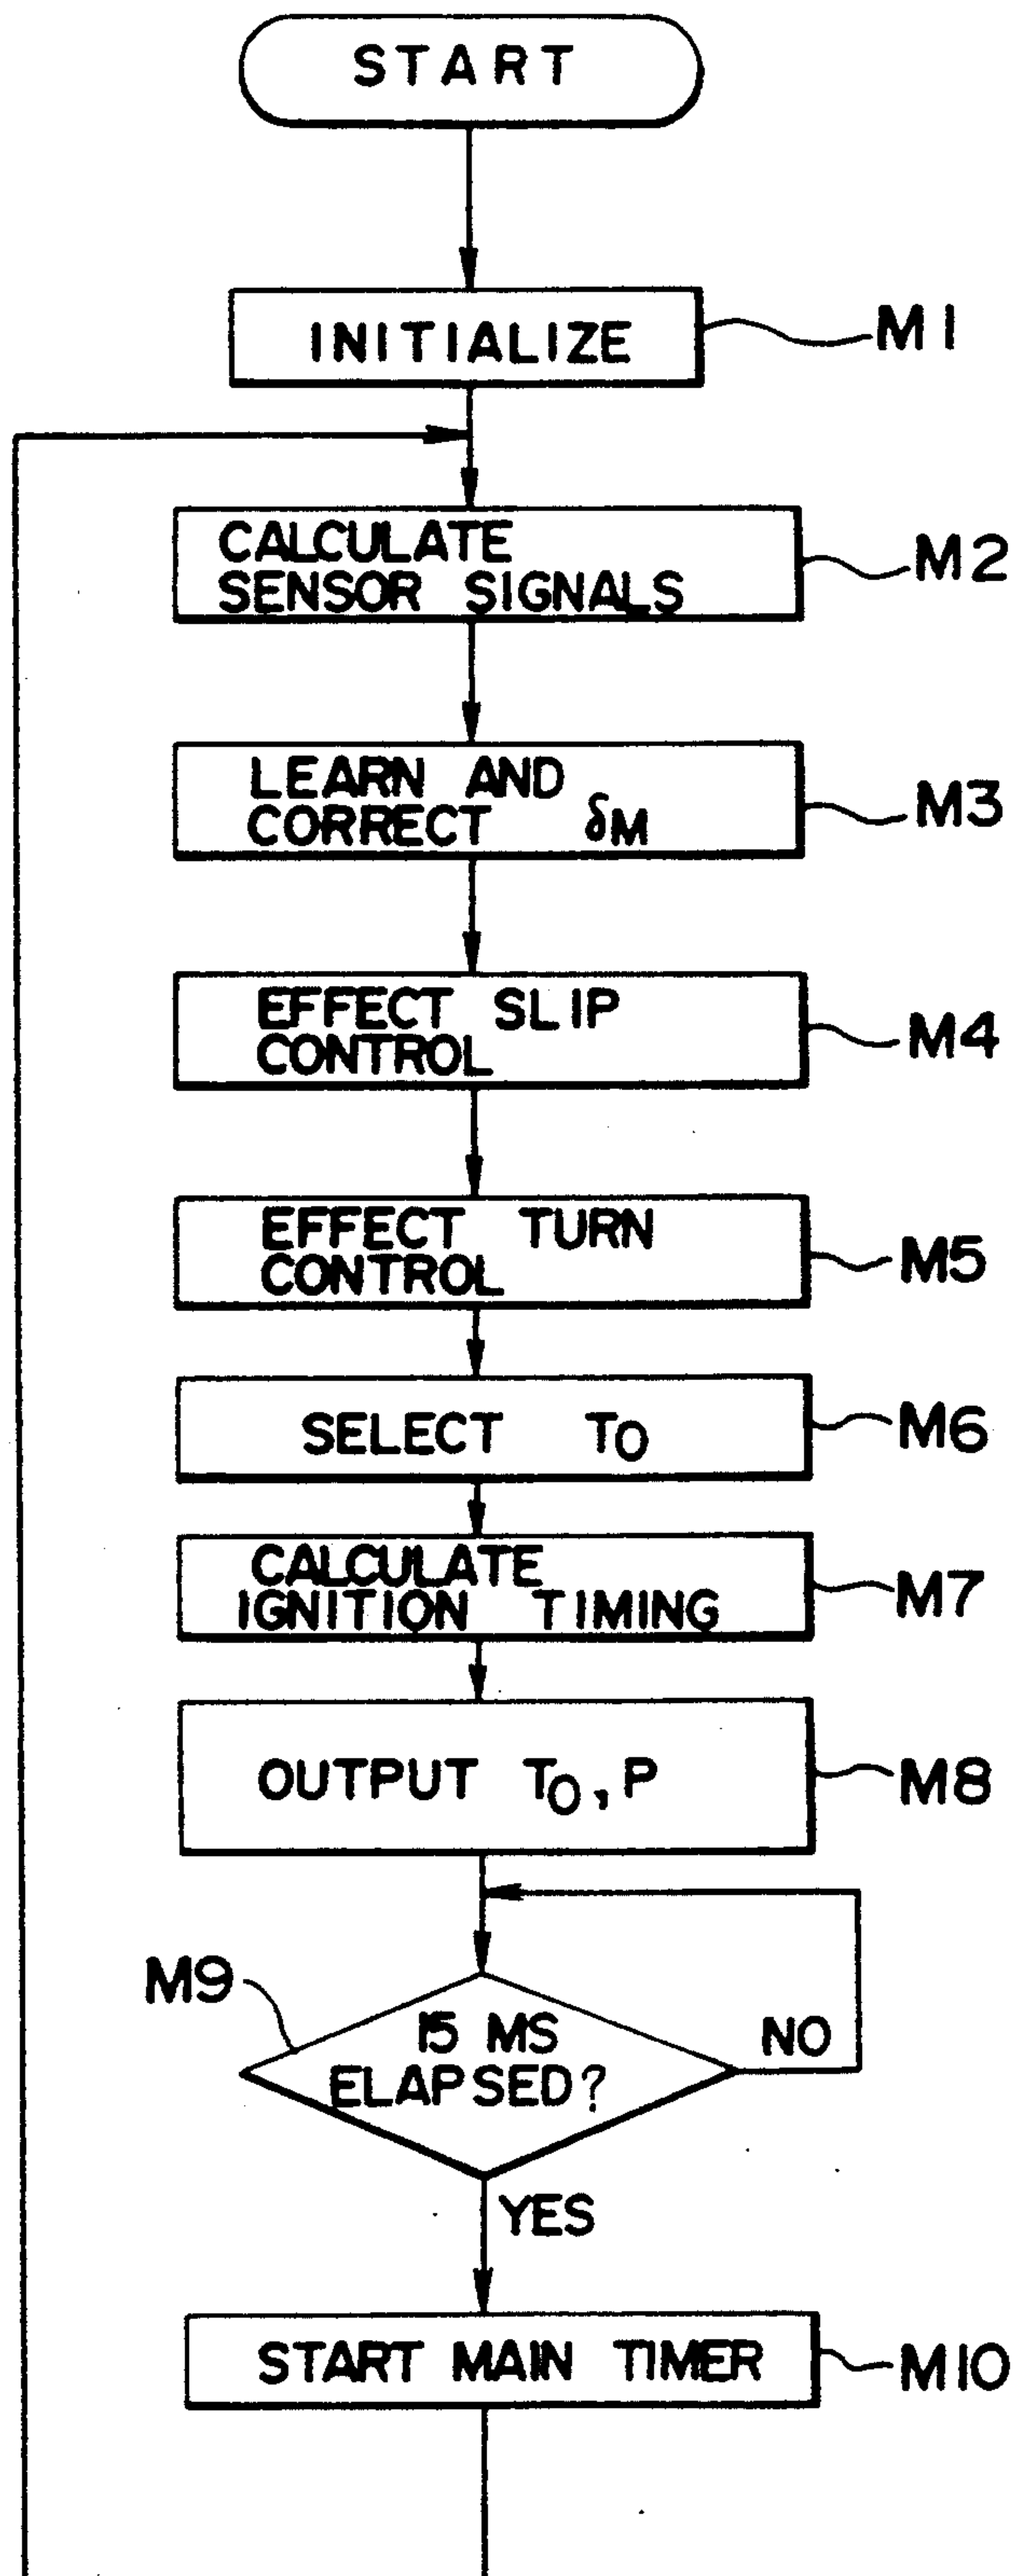 START
INITIALIZE
M1
CALCULATE
SENSOR SIGNALS
M2
LEARN AND
CORRECT δM
M3
EFFECT SLIP
CONTROL
M4
EFFECT TURN
CONTROL
M5
SELECT TO
M6
CALCULATE
IGNITION TIMING
M7
OUTPUT TO, P
M8
M9
15 MS
ELAPSED?
NO
YES
START MAIN TIMER
M10